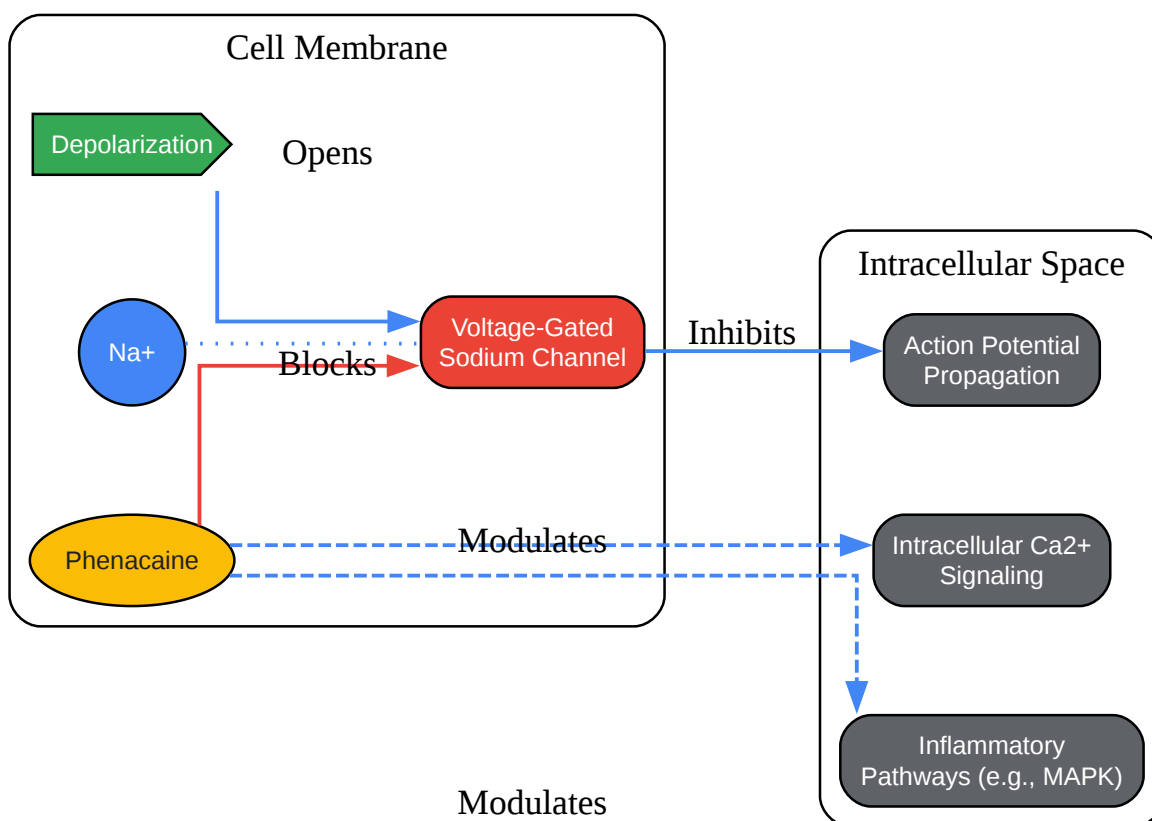 Cell Membrane
Depolarization
Opens
Intracellular Space
Na+
Blocks
Voltage-Gated
Sodium Channel
Inhibits
Action Potential
Propagation
Phenacaine
Modulates
Intracellular Ca2+
Signaling
Inflammatory
Pathways (e.g., MAPK)
Modulates